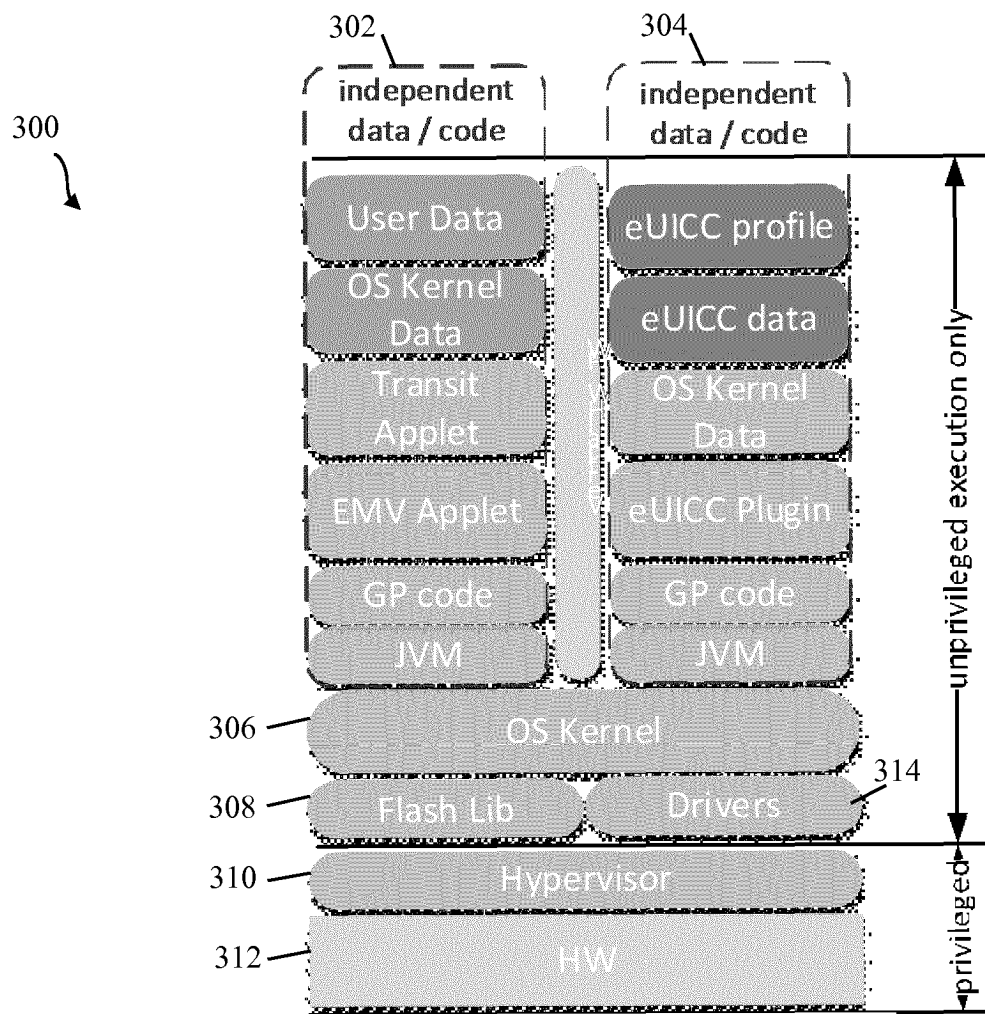 302
304
300
independent
data / code
independent
data / code
User Data
eUICC profile
OS Kernel
Data
eUICC data
Transit
Applet
OS Kernel
Data
EMV Applet
eUICC Plugin
GP code
GP code
JVM
JVM
unprivileged execution only
306
OS Kernel
314
308
Flash Lib
Drivers
310
Hypervisor
privileged
312
HW